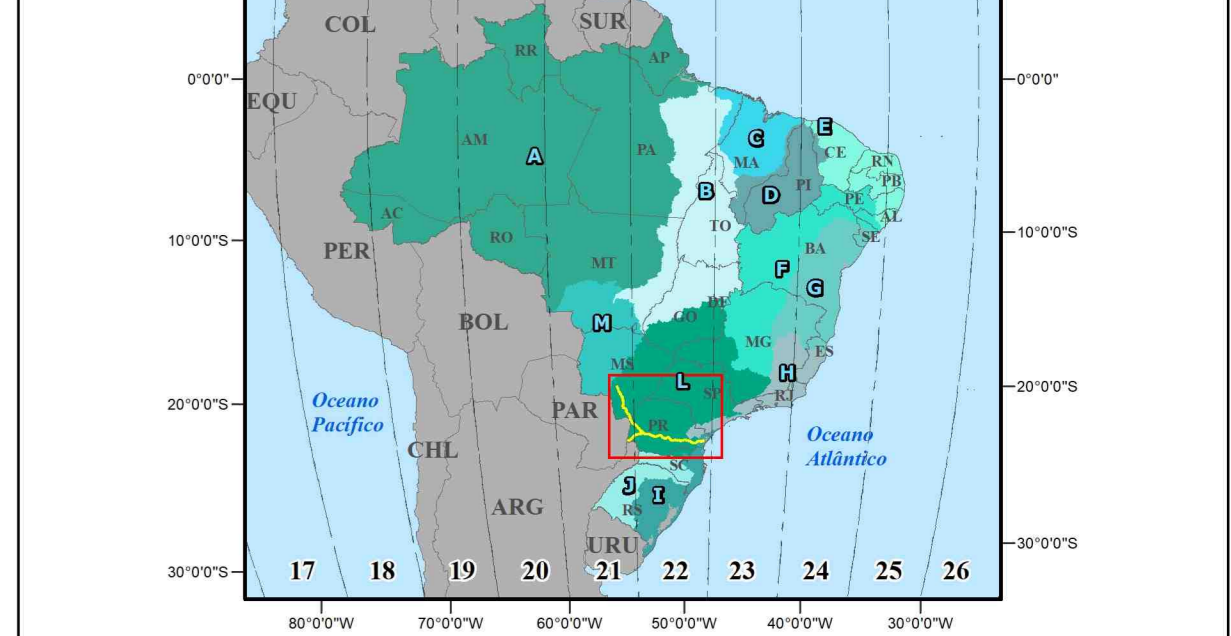 COL
SUR
RR
AP
0°0'0"
0°0'0"
EQU
E
C
AM
A
PA
MA
CE
RN
PB
B
D
PI
PE
AC
TO
AL
10°0'0"S
RO
BA
SE
10°0'0"S
PER
MT
F
G
DF
GO
BOL
M
MG
ES
MS
L
H
20°0'0"S
SP
RJ
20°0'0"S
Oceano
Pacífico
PAR
PR
Oceano
Atlântico
CHL
SC
J
I
ARG
RS
URU
30°0'0"S
30°0'0"S
17 18 19 20 21 22 23 24 25 26
80°0'0"W 70°0'0"W 60°0'0"W 50°0'0"W 40°0'0"W 30°0'0"W